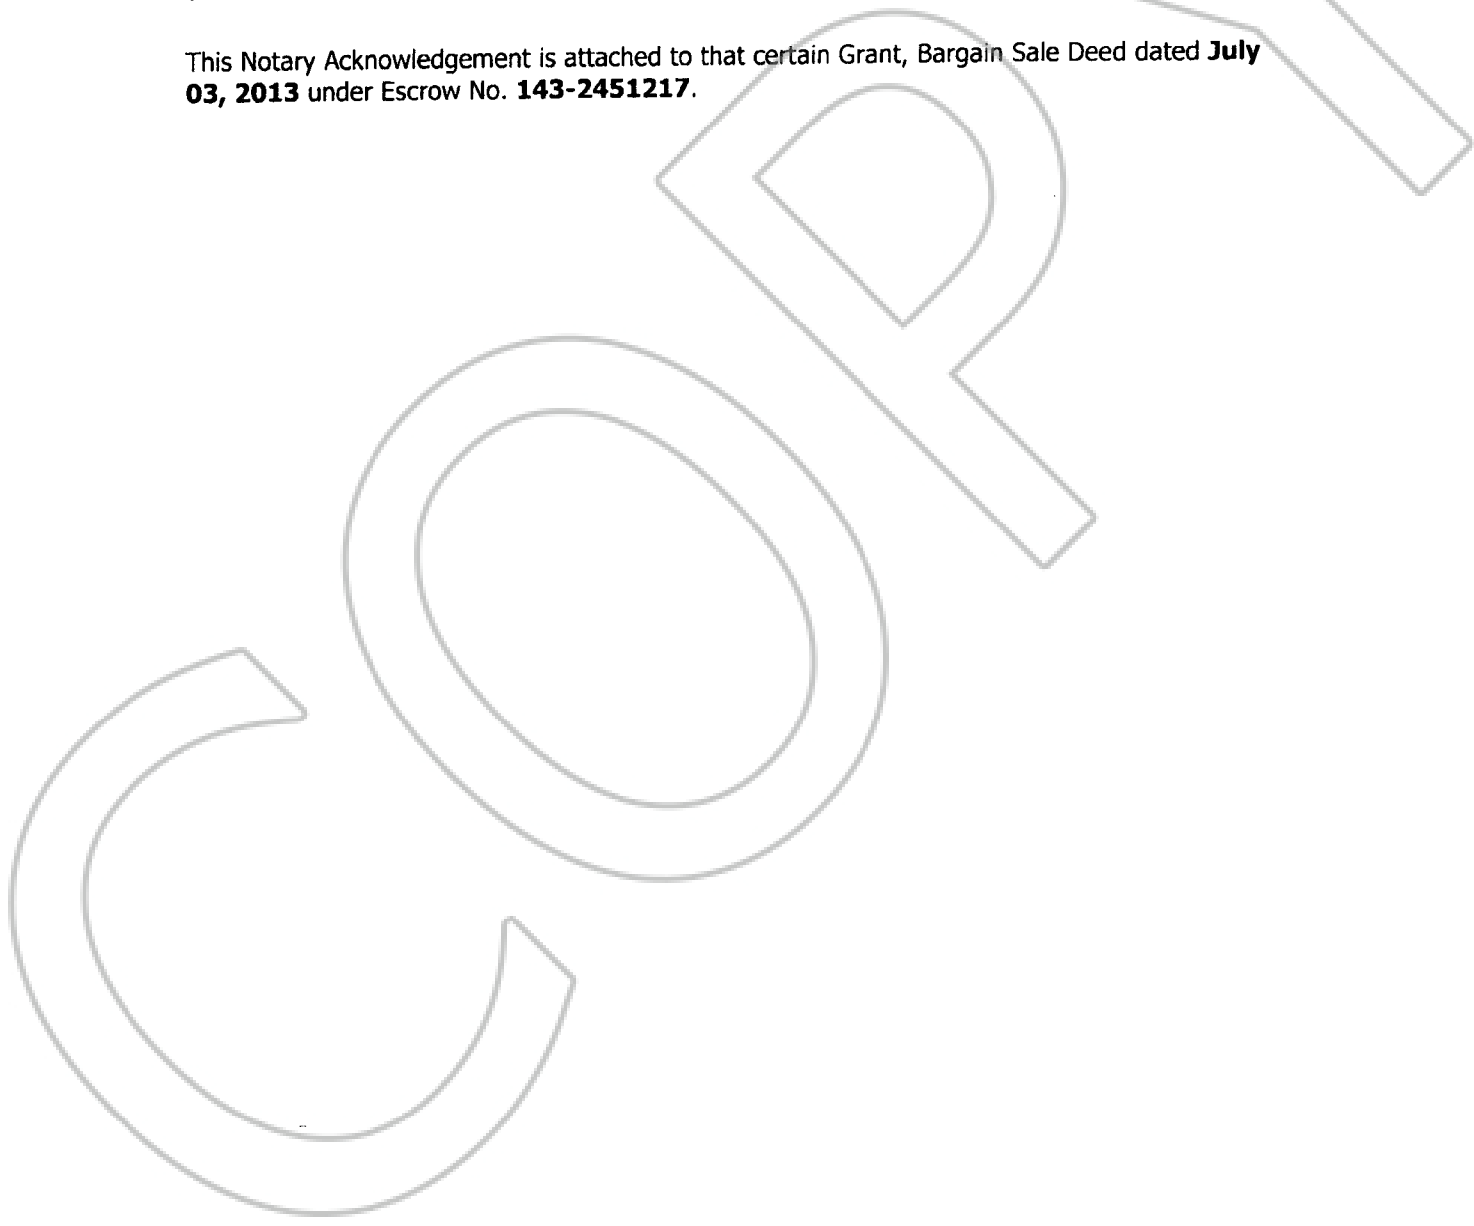 This Notary Acknowledgement is attached to that certain Grant, Bargain Sale Deed dated July
03, 2013 under Escrow No. 143-2451217.
COPY